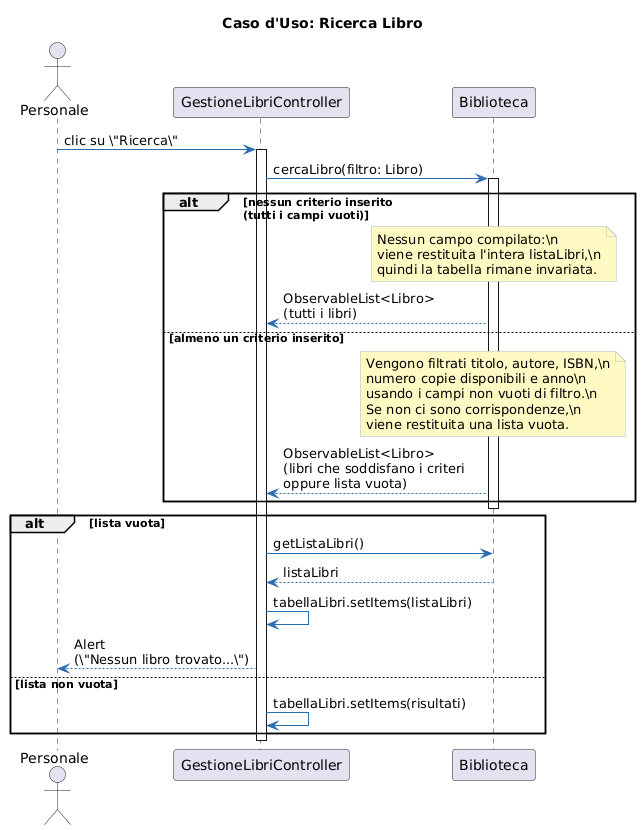 Caso d'Uso: Ricerca Libro
Personale
GestioneLibriController
Biblioteca
clic su \"Ricerca\"
cercaLibro(filtro: Libro)
alt
[nessun criterio inserito
(tutti i campi vuoti)]
Nessun campo compilato:\n
viene restituita l'intera listaLibri,\n
quindi la tabella rimane invariata.
ObservableList<Libro>
(tutti i libri)
[almeno un criterio inserito]
Vengono filtrati titolo, autore, ISBN,\n
numero copie disponibili e anno\n
usando i campi non vuoti di filtro.\n
Se non ci sono corrispondenze,\n
viene restituita una lista vuota.
ObservableList<Libro>
(libri che soddisfano i criteri
oppure lista vuota)
alt
[lista vuota]
getListaLibri()
listaLibri
tabellaLibri.setItems(listaLibri)
Alert
(\"Nessun libro trovato...\")
[lista non vuota]
tabellaLibri.setItems(risultati)
Personale
GestioneLibriController
Biblioteca